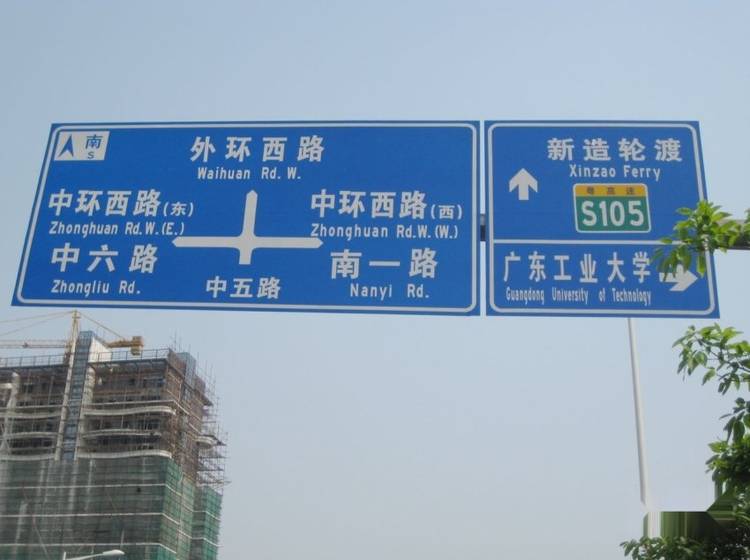 南
S
外环西路
Waihuan Rd. W.
中环西路(东)
Zhonghuan Rd.W.(E.)
中环西路(西)
Zhonghuan Rd.W.(W.)
中六路
Zhongliu Rd.
中五路
南一路
Nanyi Rd.
新造轮渡
Xinzao Ferry
粤高速
S105
广东工业大学
Guangdong University of Technology